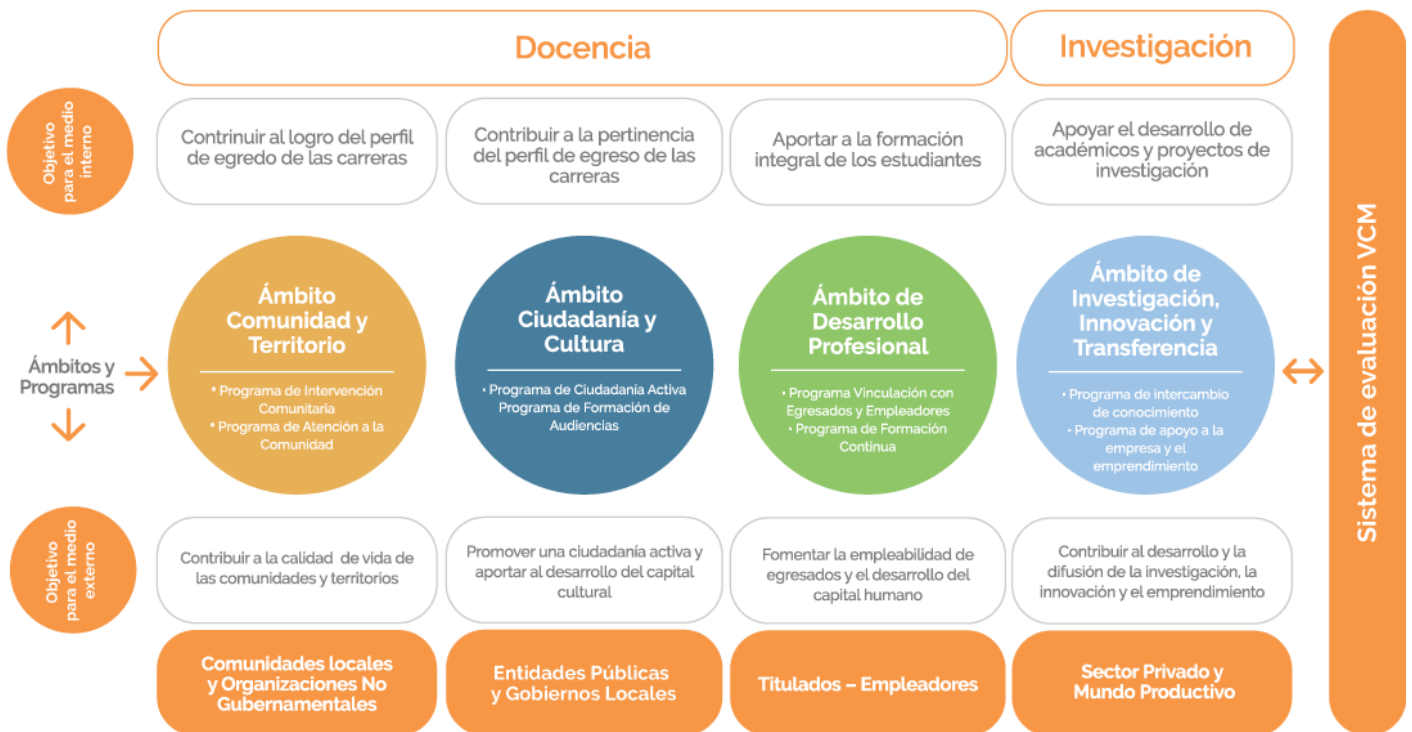 Docencia
Investigación
Objetivo
para el medio
interno
Contrinuir al logro del perfil
de egredo de las carreras
Contribuir a la pertinencia
del perfil de egreso de las
carreras
Aportar a la formación
integral de los estudiantes
Apoyar el desarrollo de
académicos y proyectos de
investigación
Ámbitos y
Programas
Ámbito
Comunidad y
Territorio
• Programa de Intervención
Comunitaria
• Programa de Atención a la
Comunidad
Ámbito
Ciudadanía y
Cultura
• Programa de Ciudadanía Activa
Programa de Formación de
Audiencias
Ámbito de
Desarrollo
Profesional
• Programa Vinculación con
Egresados y Empleadores
• Programa de Formación
Continua
Ámbito de
Investigación,
Innovación y
Transferencia
• Programa de intercambio
de conocimiento
• Programa de apoyo a la
empresa y el
emprendimiento
Sistema de evaluación VCM
Objetivo
para el medio
externo
Contribuir a la calidad de vida de
las comunidades y territorios
Promover una ciudadanía activa y
aportar al desarrollo del capital
cultural
Fomentar la empleabilidad de
egresados y el desarrollo del
capital humano
Contribuir al desarrollo y la
difusión de la investigación, la
innovación y el emprendimiento
Comunidades locales
y Organizaciones No
Gubernamentales
Entidades Públicas
y Gobiernos Locales
Titulados – Empleadores
Sector Privado y
Mundo Productivo